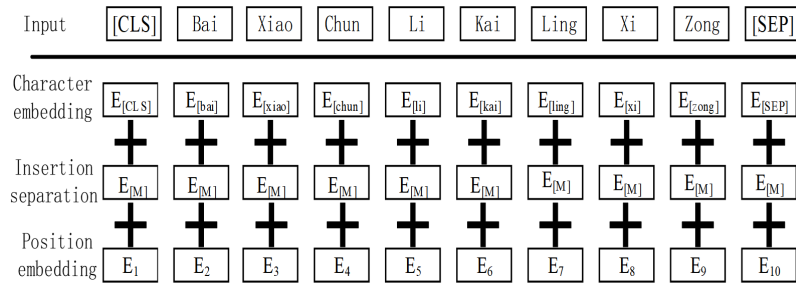 Input [CLS] Bai Xiao Chun Li Kai Ling Xi Zong [SEP]
Character embedding E[CLS] E[bai] E[xiao] E[chun] E[li] E[kai] E[ling] E[xi] E[zong] E[SEP]
Insertion separation E[M] E[M] E[M] E[M] E[M] E[M] E[M] E[M] E[M] E[M]
Position embedding E1 E2 E3 E4 E5 E6 E7 E8 E9 E10